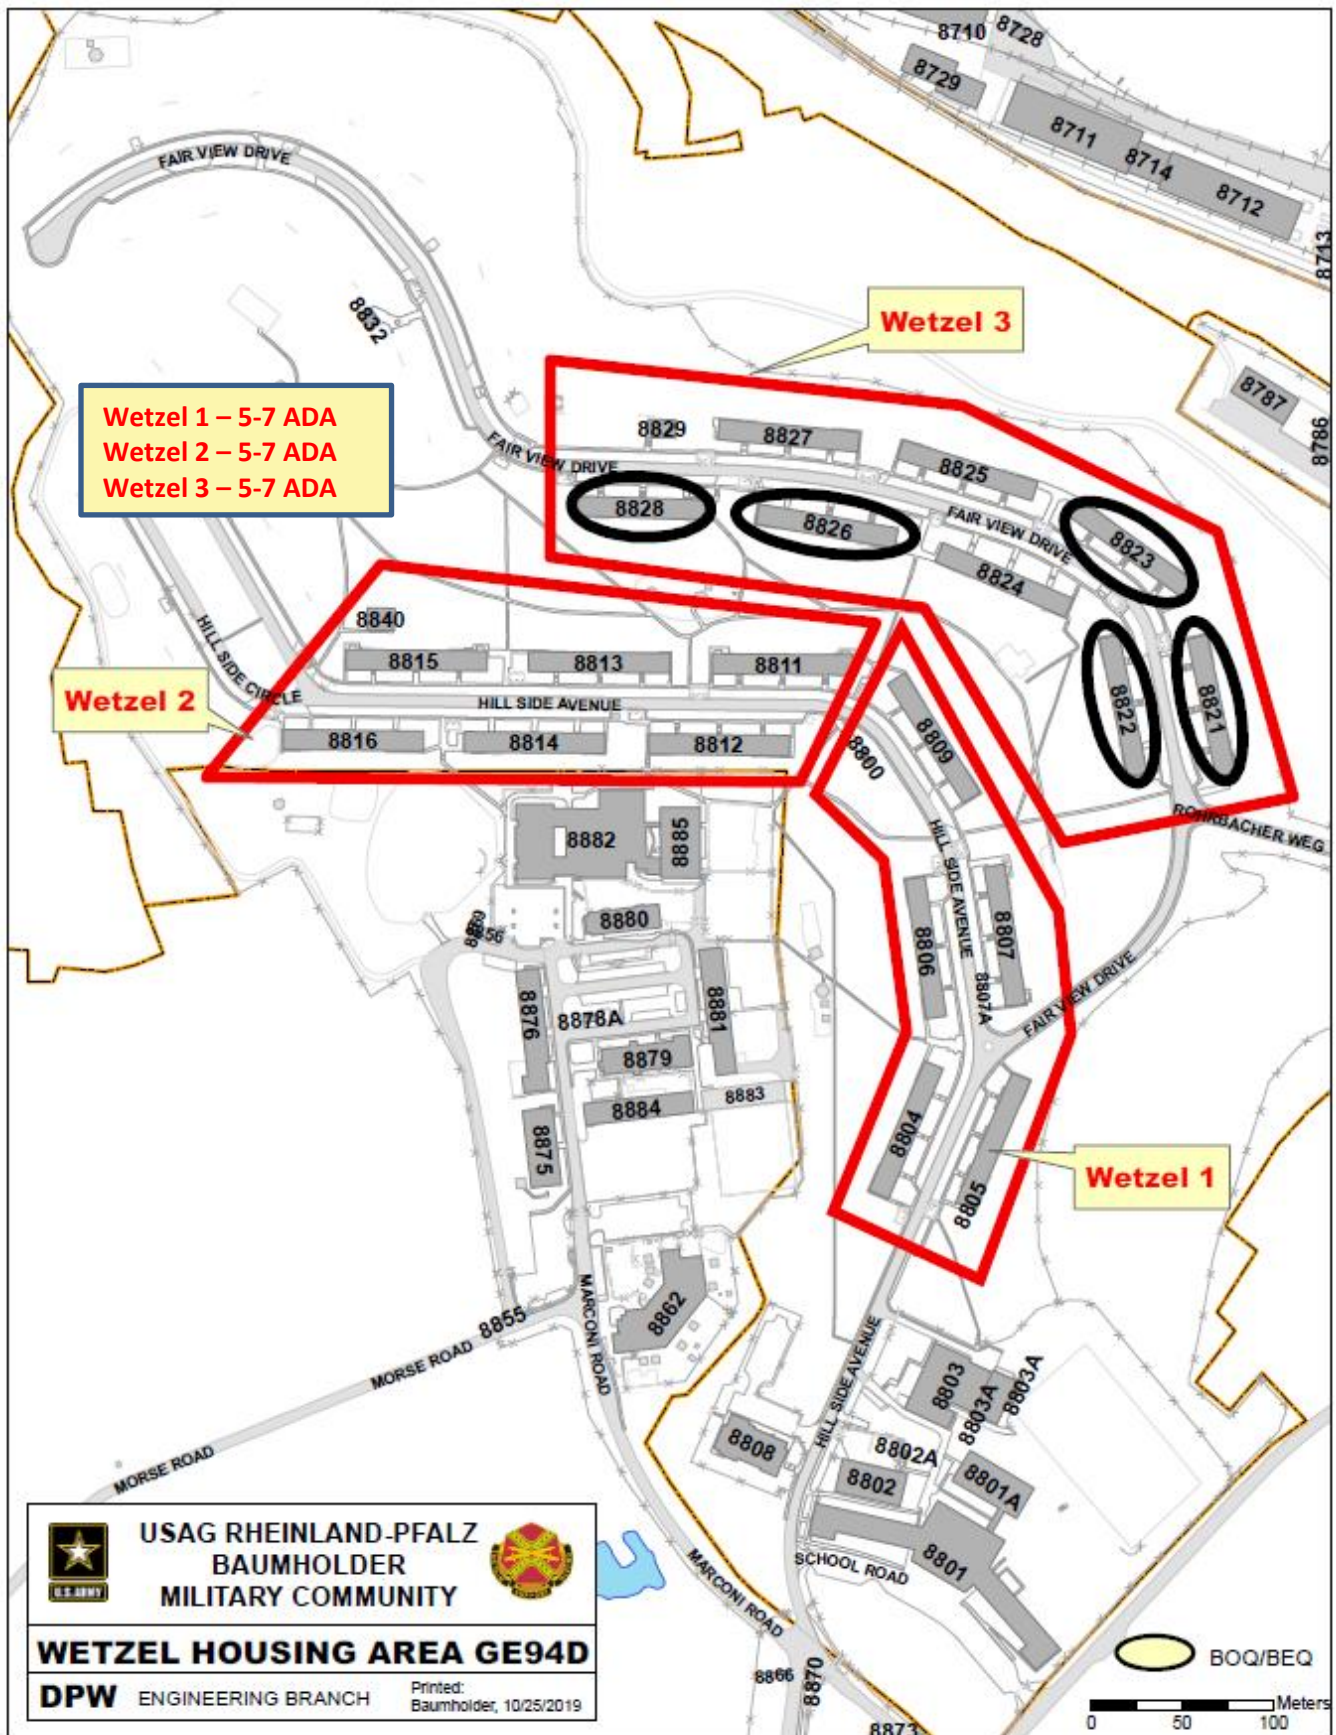 8710
8728
8729
8711
8714
8712
8713
FAIR VIEW DRIVE
8832
Wetzel 3
8787
8786
Wetzel 1 – 5-7 ADA
Wetzel 2 – 5-7 ADA
Wetzel 3 – 5-7 ADA
8829
8827
8825
FAIR VIEW DRIVE
8828
8826
FAIR VIEW DRIVE
8823
8824
8840
8815
8813
8811
HILL SIDE CIRCLE
Wetzel 2
HILL SIDE AVENUE
8816
8814
8812
8800
8809
8822
8821
ROHRBACHER WEG
8882
8885
HILL SIDE AVENUE
8880
8856
8806
8807
8807A
FAIR VIEW DRIVE
8876
8878A
8881
8879
8883
8884
8875
8804
8805
Wetzel 1
8862
8855
MORSE ROAD
MARCONI ROAD
HILL SIDE AVENUE
8803
8803A
8803A
8808
8802A
8802
8801A
8801
MORSE ROAD
SCHOOL ROAD
MARCONI ROAD
8866
8870
8873
U.S.ARMY
USAG RHEINLAND-PFALZ
BAUMHOLDER
MILITARY COMMUNITY
WETZEL HOUSING AREA GE94D
DPW ENGINEERING BRANCH
Printed:
Baumholder, 10/25/2019
BOQ/BEQ
Meters
0 50 100